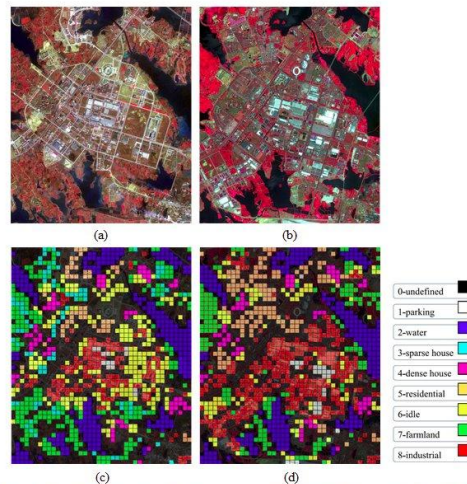 (a)
(b)
(c)
(d)
0-undefined
1-parking
2-water
3-sparse house
4-dense house
5-residential
6-idle
7-farmland
8-industrial